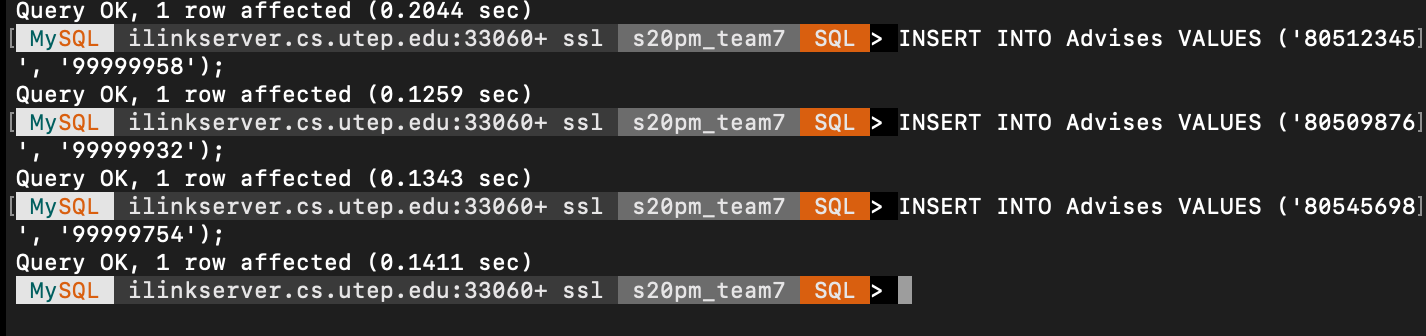 Query OK, 1 row affected (0.2044 sec)
[ MySQL  ilinkserver.cs.utep.edu:33060+ ssl  s20pm_team7  SQL > INSERT INTO Advises VALUES ('80512345]
', '99999958');
Query OK, 1 row affected (0.1259 sec)
[ MySQL  ilinkserver.cs.utep.edu:33060+ ssl  s20pm_team7  SQL > INSERT INTO Advises VALUES ('80509876]
', '99999932');
Query OK, 1 row affected (0.1343 sec)
[ MySQL  ilinkserver.cs.utep.edu:33060+ ssl  s20pm_team7  SQL > INSERT INTO Advises VALUES ('80545698]
', '99999754');
Query OK, 1 row affected (0.1411 sec)
MySQL  ilinkserver.cs.utep.edu:33060+ ssl  s20pm_team7  SQL >